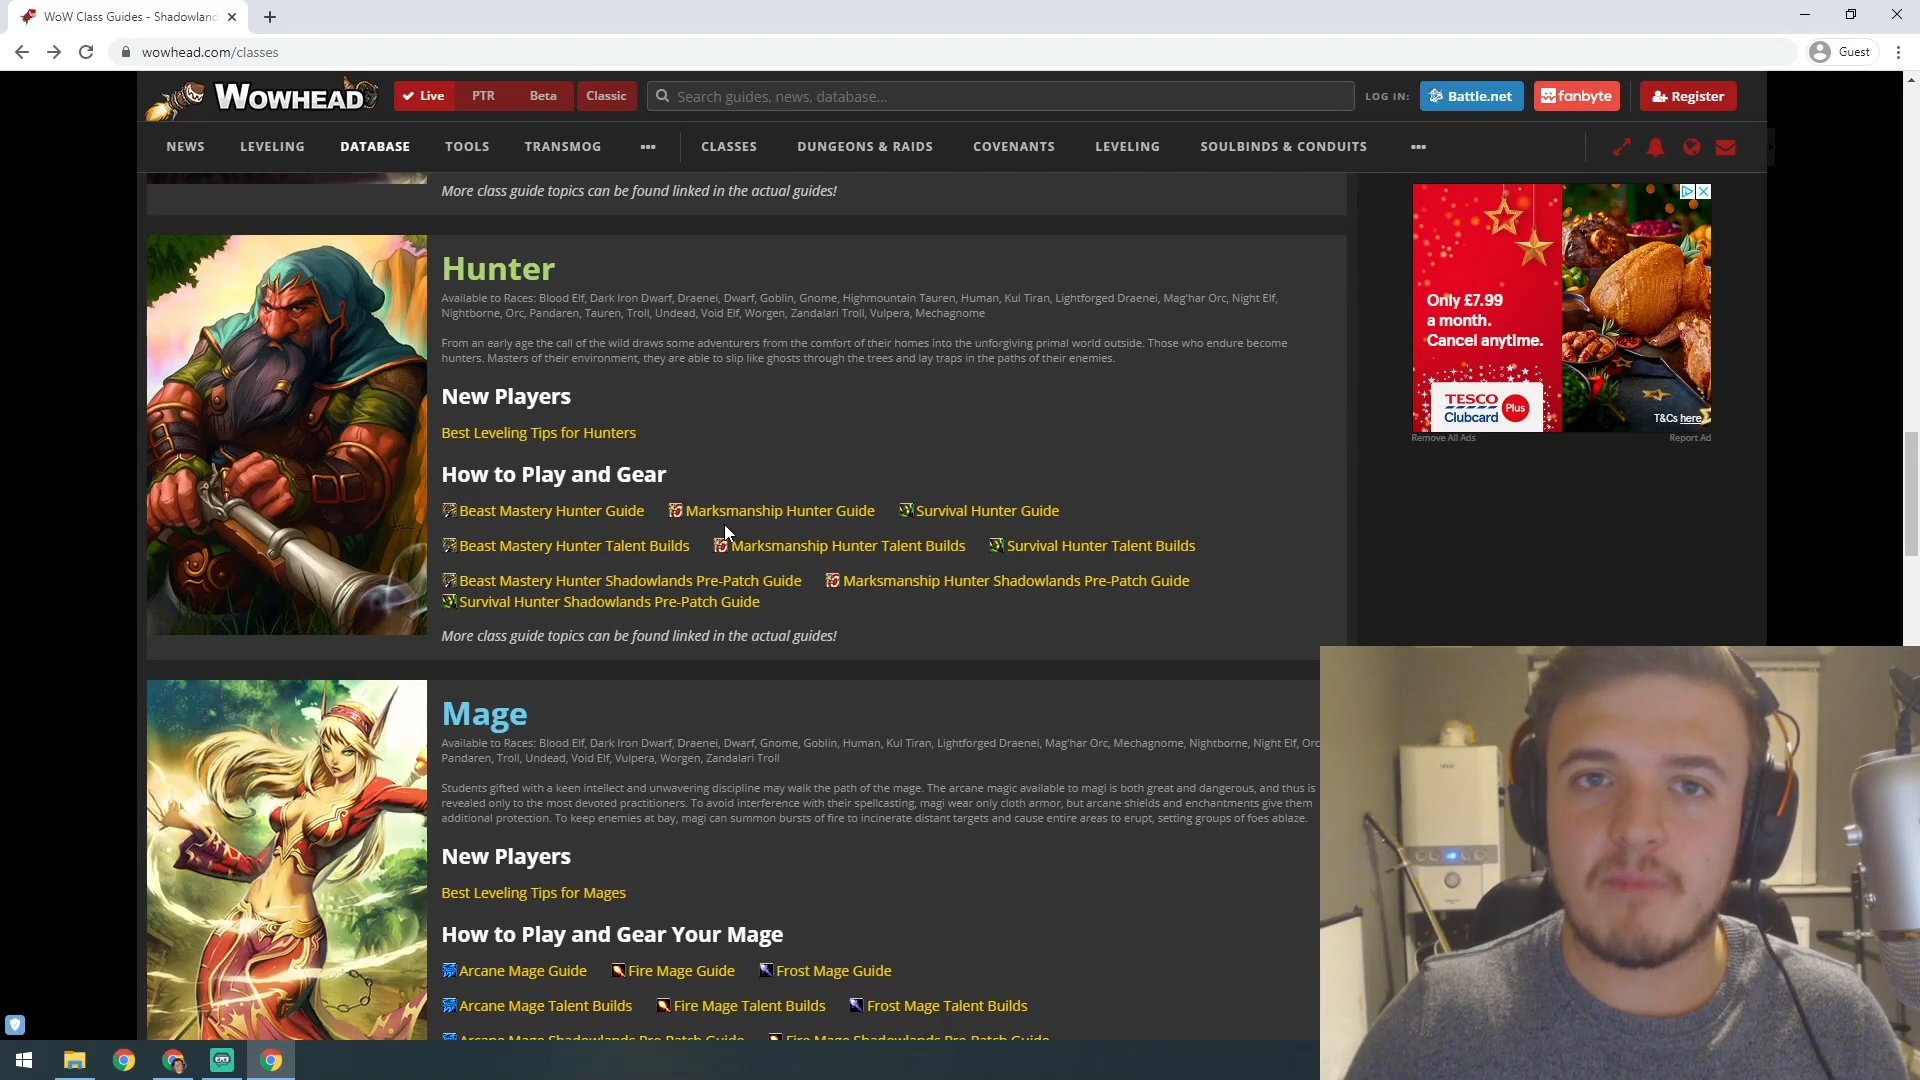 WoW Class Guides - Shadowland
wowhead.com/classes
Guest
WOWHEAD
Live
PTR
Beta
Classic
Search guides, news, database...
LOG IN:
Battle.net
fanbyte
Register
NEWS
LEVELING
DATABASE
TOOLS
TRANSMOG
CLASSES
DUNGEONS & RAIDS
COVENANTS
LEVELING
SOULBINDS & CONDUITS
More class guide topics can be found linked in the actual guides!
Hunter
Available to Races: Blood Elf, Dark Iron Dwarf, Draenei, Dwarf, Goblin, Gnome, Highmountain Tauren, Human, Kul Tiran, Lightforged Draenei, Mag'har Orc, Night Elf,
Nightborne, Orc, Pandaren, Tauren, Troll, Undead, Void Elf, Worgen, Zandalari Troll, Vulpera, Mechagnome
From an early age the call of the wild draws some adventurers from the comfort of their homes into the unforgiving primal world outside. Those who endure become
hunters. Masters of their environment, they are able to slip like ghosts through the trees and lay traps in the paths of their enemies.
New Players
Best Leveling Tips for Hunters
How to Play and Gear
Beast Mastery Hunter Guide
Marksmanship Hunter Guide
Survival Hunter Guide
Beast Mastery Hunter Talent Builds
Marksmanship Hunter Talent Builds
Survival Hunter Talent Builds
Beast Mastery Hunter Shadowlands Pre-Patch Guide
Marksmanship Hunter Shadowlands Pre-Patch Guide
Survival Hunter Shadowlands Pre-Patch Guide
More class guide topics can be found linked in the actual guides!
Only £7.99
a month.
Cancel anytime.
TESCO
Clubcard
Plus
T&Cs here.
Remove All Ads
Report Ad
Mage
Available to Races: Blood Elf, Dark Iron Dwarf, Draenei, Dwarf, Gnome, Goblin, Human, Kul Tiran, Lightforged Draenei, Mag'har Orc, Mechagnome, Nightborne, Night Elf, Orc
Pandaren, Troll, Undead, Void Elf, Vulpera, Worgen, Zandalari Troll
Students gifted with a keen intellect and unwavering discipline may walk the path of the mage. The arcane magic available to magi is both great and dangerous, and thus is
revealed only to the most devoted practitioners. To avoid interference with their spellcasting, magi wear only cloth armor, but arcane shields and enchantments give them
additional protection. To keep enemies at bay, magi can summon bursts of fire to incinerate distant targets and cause entire areas to erupt, setting groups of foes ablaze.
New Players
Best Leveling Tips for Mages
How to Play and Gear Your Mage
Arcane Mage Guide
Fire Mage Guide
Frost Mage Guide
Arcane Mage Talent Builds
Fire Mage Talent Builds
Frost Mage Talent Builds
Arcane Mage Shadowlands Pre-Patch Guide
Fire Mage Shadowlands Pre-Patch Guide